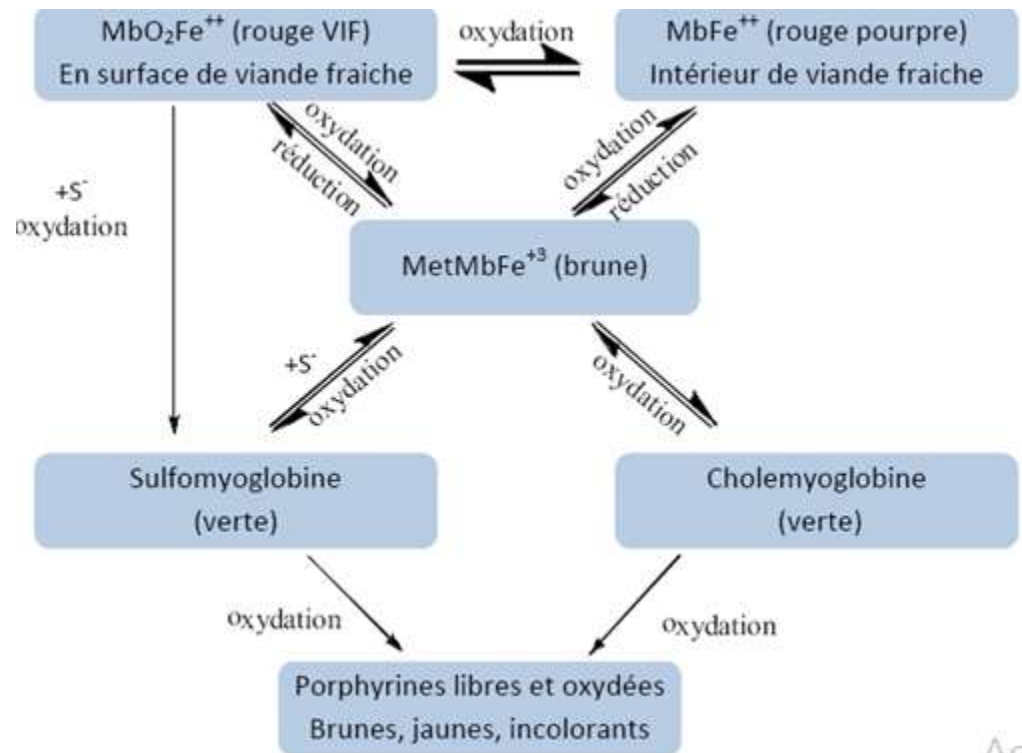 MbO₂Fe⁺⁺ (rouge VIF)
En surface de viande fraiche
oxydation
MbFe⁺⁺ (rouge pourpre)
Intérieur de viande fraiche
oxydation
réduction
oxydation
réduction
+S⁻
oxydation
MetMbFe⁺³ (brune)
+S⁻
oxydation
oxydation
Sulfomyoglobine
(verte)
Cholemyoglobine
(verte)
oxydation
oxydation
Porphyrines libres et oxydées
Brunes, jaunes, incolorants